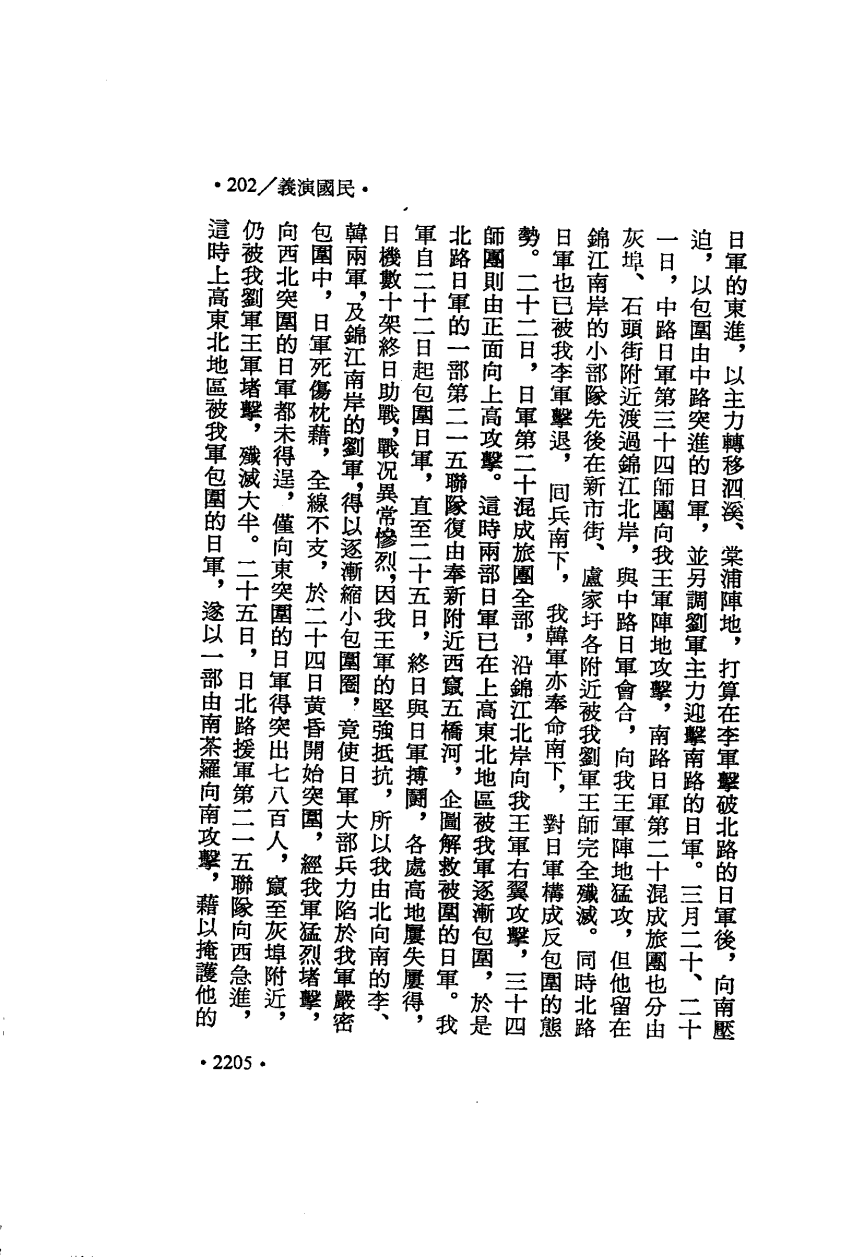 •202／義演國民•
日軍的東進，以主力轉移泗溪、棠浦陣地，打算在李軍擊破北路的日軍後，向南壓
迫，以包圍由中路突進的日軍，並另調劉軍主力迎擊南路的日軍。三月二十、二十
一日，中路日軍第三十四師團向我王軍陣地攻擊，南路日軍第二十混成旅團也分由
灰埠、石頭街附近渡過錦江北岸，與中路日軍會合，向我王軍陣地猛攻，但他留在
錦江南岸的小部隊先後在新市街、盧家圩各附近被我劉軍王師完全殲滅。同時北路
日軍也已被我李軍擊退，回兵南下，我韓軍亦奉命南下，對日軍構成反包圍的態
勢。二十二日，日軍第二十混成旅團全部，沿錦江北岸向我王軍右翼攻擊，三十四
師團則由正面向上高攻擊。這時兩部日軍已在上高東北地區被我軍逐漸包圍，於是
北路日軍的一部第二一五聯隊復由奉新附近西竄五橋河，企圖解救被圍的日軍。我
軍自二十二日起包圍日軍，直至二十五日，終日與日軍搏鬪，各處高地屢失屢得，
日機數十架終日助戰，戰況異常慘烈，因我王軍的堅強抵抗，所以我由北向南的李、
韓兩軍，及錦江南岸的劉軍，得以逐漸縮小包圍圈，竟使日軍大部兵力陷於我軍嚴密
包圍中，日軍死傷枕藉，全線不支，於二十四日黃昏開始突圍，經我軍猛烈堵擊，
向西北突圍的日軍都未得逞，僅向東突圍的日軍得突出七八百人，竄至灰埠附近，
仍被我劉軍王軍堵擊，殲滅大半。二十五日，日北路援軍第二一五聯隊向西急進，
這時上高東北地區被我軍包圍的日軍，遂以一部由南茶羅向南攻擊，藉以掩護他的
•2205•